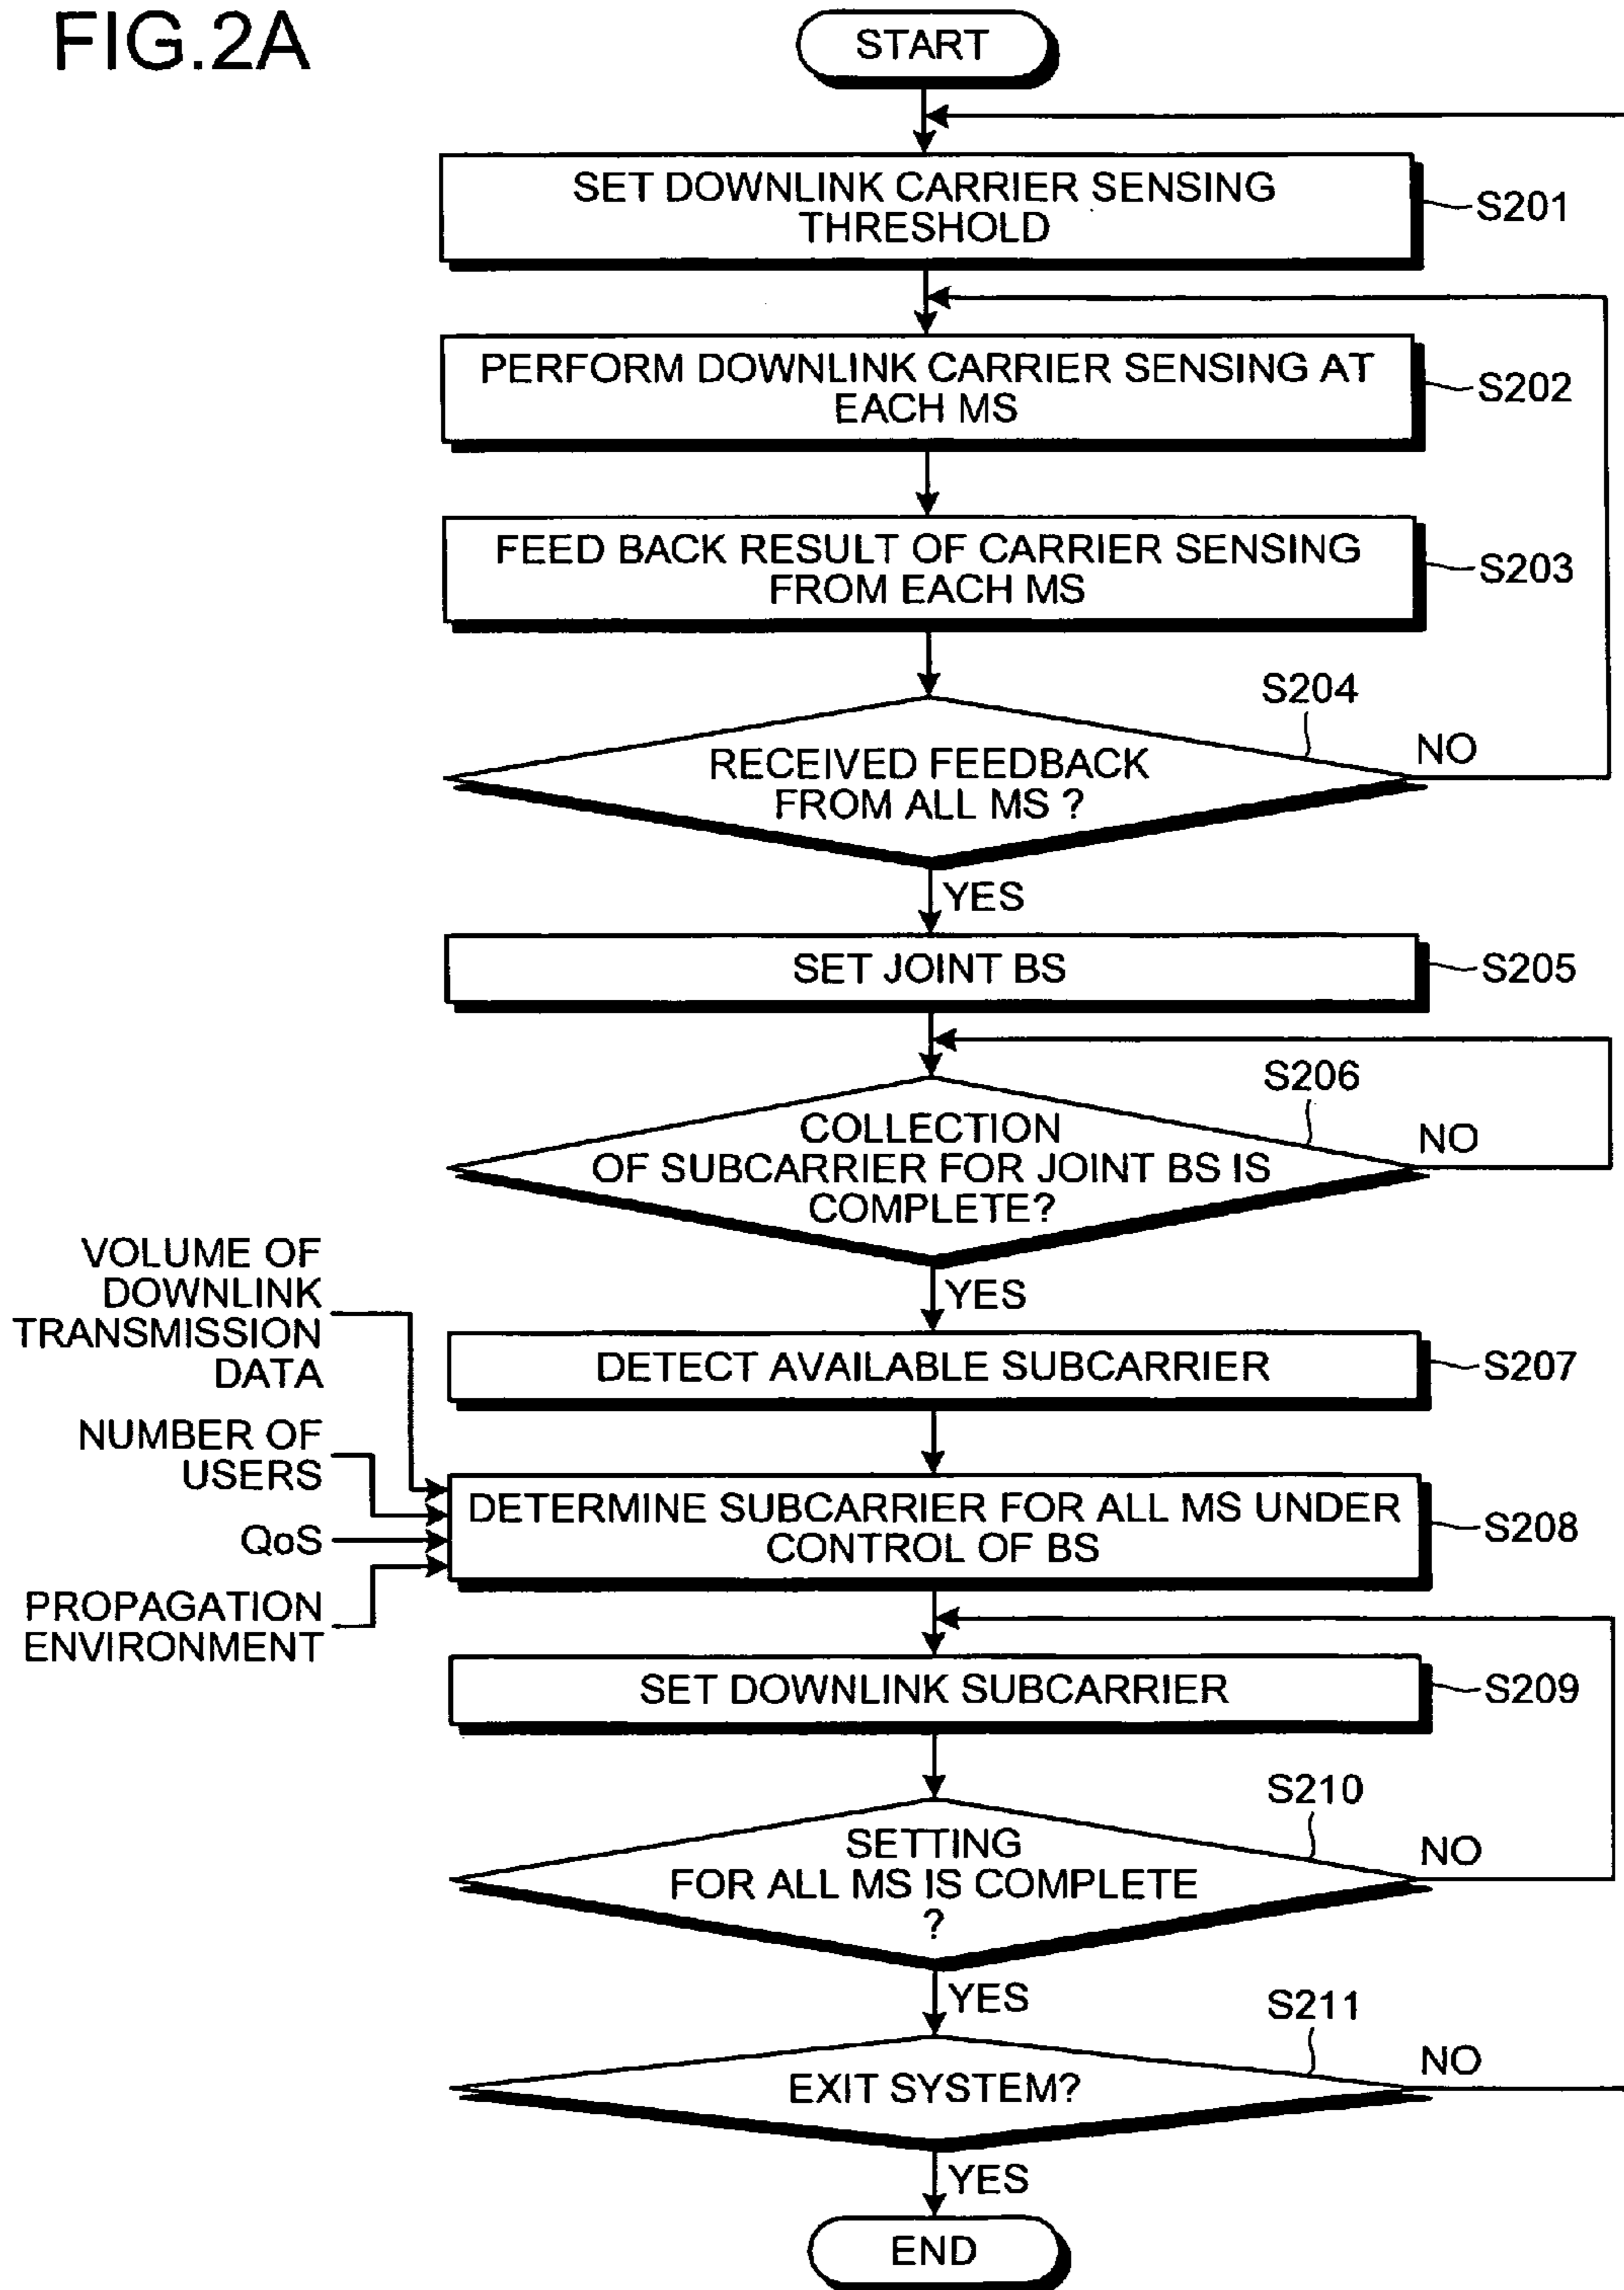 FIG.2A
START
SET DOWNLINK CARRIER SENSING
THRESHOLD
S201
PERFORM DOWNLINK CARRIER SENSING AT
EACH MS
S202
FEED BACK RESULT OF CARRIER SENSING
FROM EACH MS
S203
S204
RECEIVED FEEDBACK
FROM ALL MS ?
NO
YES
SET JOINT BS
S205
S206
COLLECTION
OF SUBCARRIER FOR JOINT BS IS
COMPLETE?
NO
YES
DETECT AVAILABLE SUBCARRIER
S207
VOLUME OF
DOWNLINK
TRANSMISSION
DATA
NUMBER OF
USERS
QoS
PROPAGATION
ENVIRONMENT
DETERMINE SUBCARRIER FOR ALL MS UNDER
CONTROL OF BS
S208
SET DOWNLINK SUBCARRIER
S209
S210
SETTING
FOR ALL MS IS COMPLETE
?
NO
YES
S211
EXIT SYSTEM?
NO
YES
END